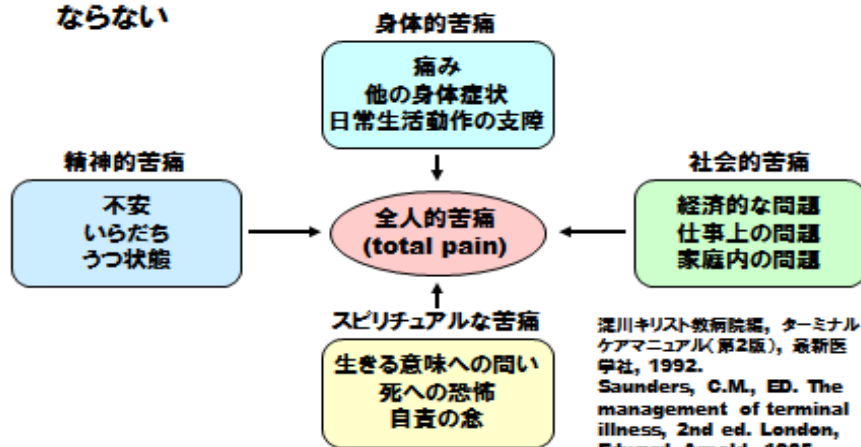 ならない
身体的苦痛
痛み
他の身体症状
日常生活動作の支障
精神的苦痛
不安
いらだち
うつ状態
全人的苦痛
(total pain)
社会的苦痛
経済的な問題
仕事上の問題
家庭内の問題
スピリチュアルな苦痛
生きる意味への問い
死への恐怖
自責の念
淀川キリスト教病院編, ターミナル
ケアマニュアル(第2版), 最新医
学社, 1992.
Saunders, C.M., ED. The
management of terminal
illness, 2nd ed. London,